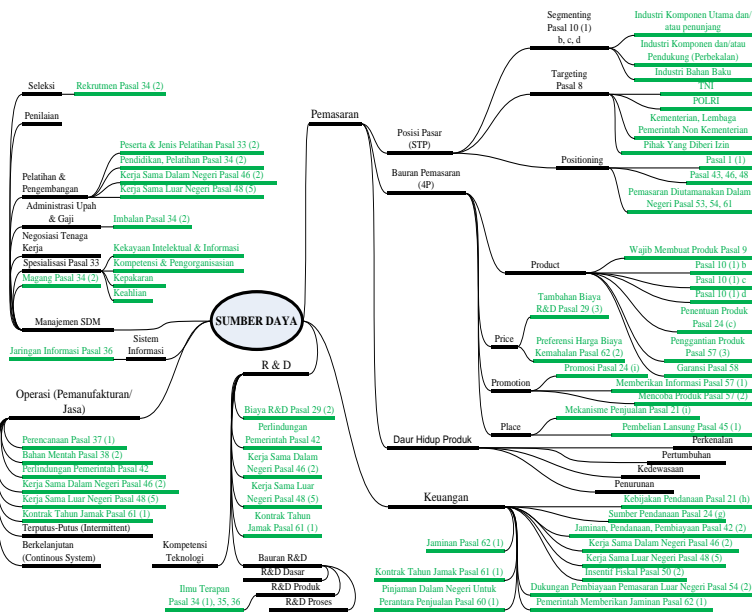 Seleksi
Rekrutmen Pasal 34 (2)
Penilaian
Pelatihan &
Pengembangan
Peserta & Jenis Pelatihan Pasal 33 (2)
Pendidikan, Pelatihan Pasal 34 (2)
Kerja Sama Dalam Negeri Pasal 46 (2)
Kerja Sama Luar Negeri Pasal 48 (5)
Administrasi Upah
& Gaji
Imbalan Pasal 34 (2)
Negosiasi Tenaga
Kerja
Spesialisasi Pasal 33
Kekayaan Intelektual & Informasi
Kompetensi & Pengorganisasian
Kepakaran
Keahlian
Magang Pasal 34 (2)
Manajemen SDM
Jaringan Informasi Pasal 36
Sistem
Informasi
SUMBER DAYA
Operasi (Pemanufakturan/
Jasa)
Perencanaan Pasal 37 (1)
Bahan Mentah Pasal 38 (2)
Perlindungan Pemerintah Pasal 42
Kerja Sama Dalam Negeri Pasal 46 (2)
Kerja Sama Luar Negeri Pasal 48 (5)
Kontrak Tahun Jamak Pasal 61 (1)
Terputus-Putus (Intermittent)
Berkelanjutan
(Continous System)
R & D
Biaya R&D Pasal 29 (2)
Perlindungan
Pemerintah Pasal 42
Kerja Sama Dalam
Negeri Pasal 46 (2)
Kerja Sama Luar
Negeri Pasal 48 (5)
Kontrak Tahun
Jamak Pasal 61 (1)
Kompetensi
Teknologi
Bauran R&D
R&D Dasar
Ilmu Terapan
Pasal 34 (1), 35, 36
R&D Produk
R&D Proses
Pemasaran
Posisi Pasar
(STP)
Segmenting
Pasal 10 (1)
b, c, d
Industri Komponen Utama dan/
atau penunjang
Industri Komponen dan/atau
Pendukung (Perbekalan)
Industri Bahan Baku
Targeting
Pasal 8
TNI
POLRI
Kementerian, Lembaga
Pemerintah Non Kementerian
Pihak Yang Diberi Izin
Positioning
Pasal 1 (1)
Pasal 43, 46, 48
Pemasaran Diutamakan Dalam
Negeri Pasal 53, 54, 61
Bauran Pemasaran
(4P)
Product
Wajib Membuat Produk Pasal 9
Pasal 10 (1) b
Pasal 10 (1) c
Pasal 10 (1) d
Penentuan Produk
Pasal 24 (c)
Penggantian Produk
Pasal 57 (3)
Garansi Pasal 58
Price
Tambahan Biaya
R&D Pasal 29 (3)
Preferensi Harga Biaya
Kemahalan Pasal 62 (2)
Promotion
Promosi Pasal 24 (i)
Memberikan Informasi Pasal 57 (1)
Mencoba Produk Pasal 57 (2)
Place
Mekanisme Penjualan Pasal 21 (i)
Pembelian Lansung Pasal 45 (1)
Daur Hidup Produk
Perkenalan
Pertumbuhan
Kedewasaan
Penurunan
Keuangan
Kebijakan Pendanaan Pasal 21 (h)
Sumber Pendanaan Pasal 24 (g)
Jaminan, Pendanaan, Pembiayaan Pasal 42 (2)
Kerja Sama Dalam Negeri Pasal 46 (2)
Kerja Sama Luar Negeri Pasal 48 (5)
Insentif Fiskal Pasal 50 (2)
Dukungan Pembiayaan Pemasaran Luar Negeri Pasal 54 (2)
Pemerintah Memberikan Jaminan Pasal 62 (1)
Jaminan Pasal 62 (1)
Kontrak Tahun Jamak Pasal 61 (1)
Pinjaman Dalam Negeri Untuk
Perantara Penjualan Pasal 60 (1)